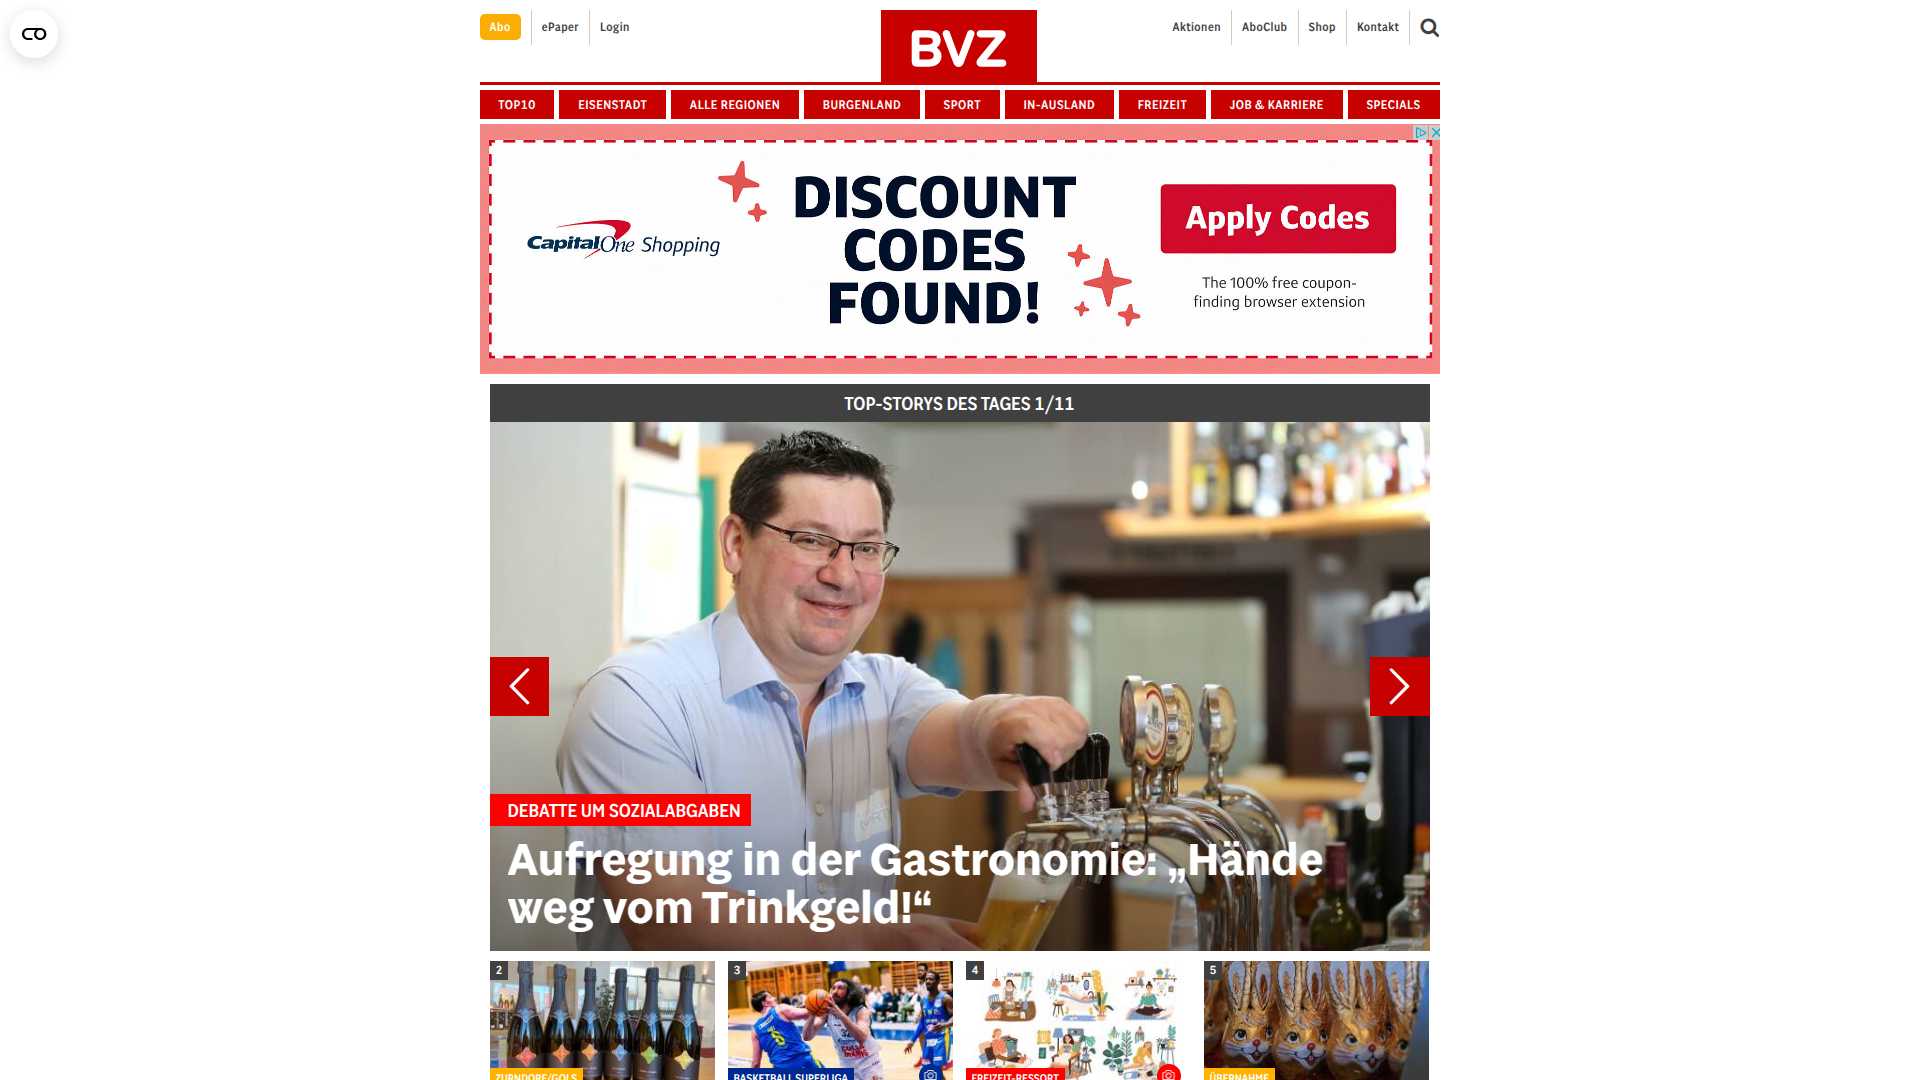 Abo
ePaper
Login
BVZ
Aktionen
AboClub
Shop
Kontakt
TOP10
EISENSTADT
ALLE REGIONEN
BURGENLAND
SPORT
IN-AUSLAND
FREIZEIT
JOB & KARRIERE
SPECIALS
CapitalOne Shopping
DISCOUNT
CODES
FOUND!
Apply Codes
The 100% free coupon-
finding browser extension
TOP-STORYS DES TAGES 1/11
DEBATTE UM SOZIALABGABEN
Aufregung in der Gastronomie: „Hände
weg vom Trinkgeld!“
2
3
4
5
ZURNDORF/GOLS
BASKETBALL SUPERLIGA
FREIZEIT-RESSORT
ÜBERNAHME